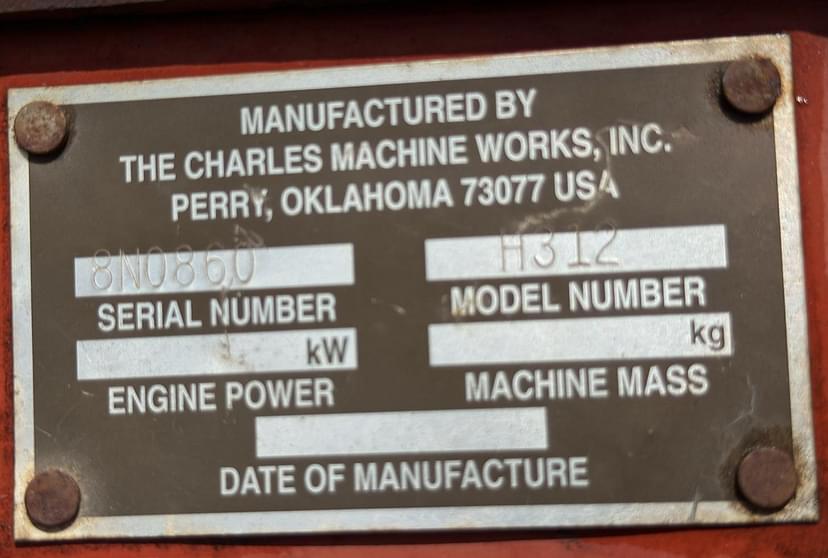 MANUFACTURED BY
THE CHARLES MACHINE WORKS, INC.
PERRY, OKLAHOMA 73077 USA
8N0860 H312
SERIAL NUMBER MODEL NUMBER
kW kg
ENGINE POWER MACHINE MASS
DATE OF MANUFACTURE